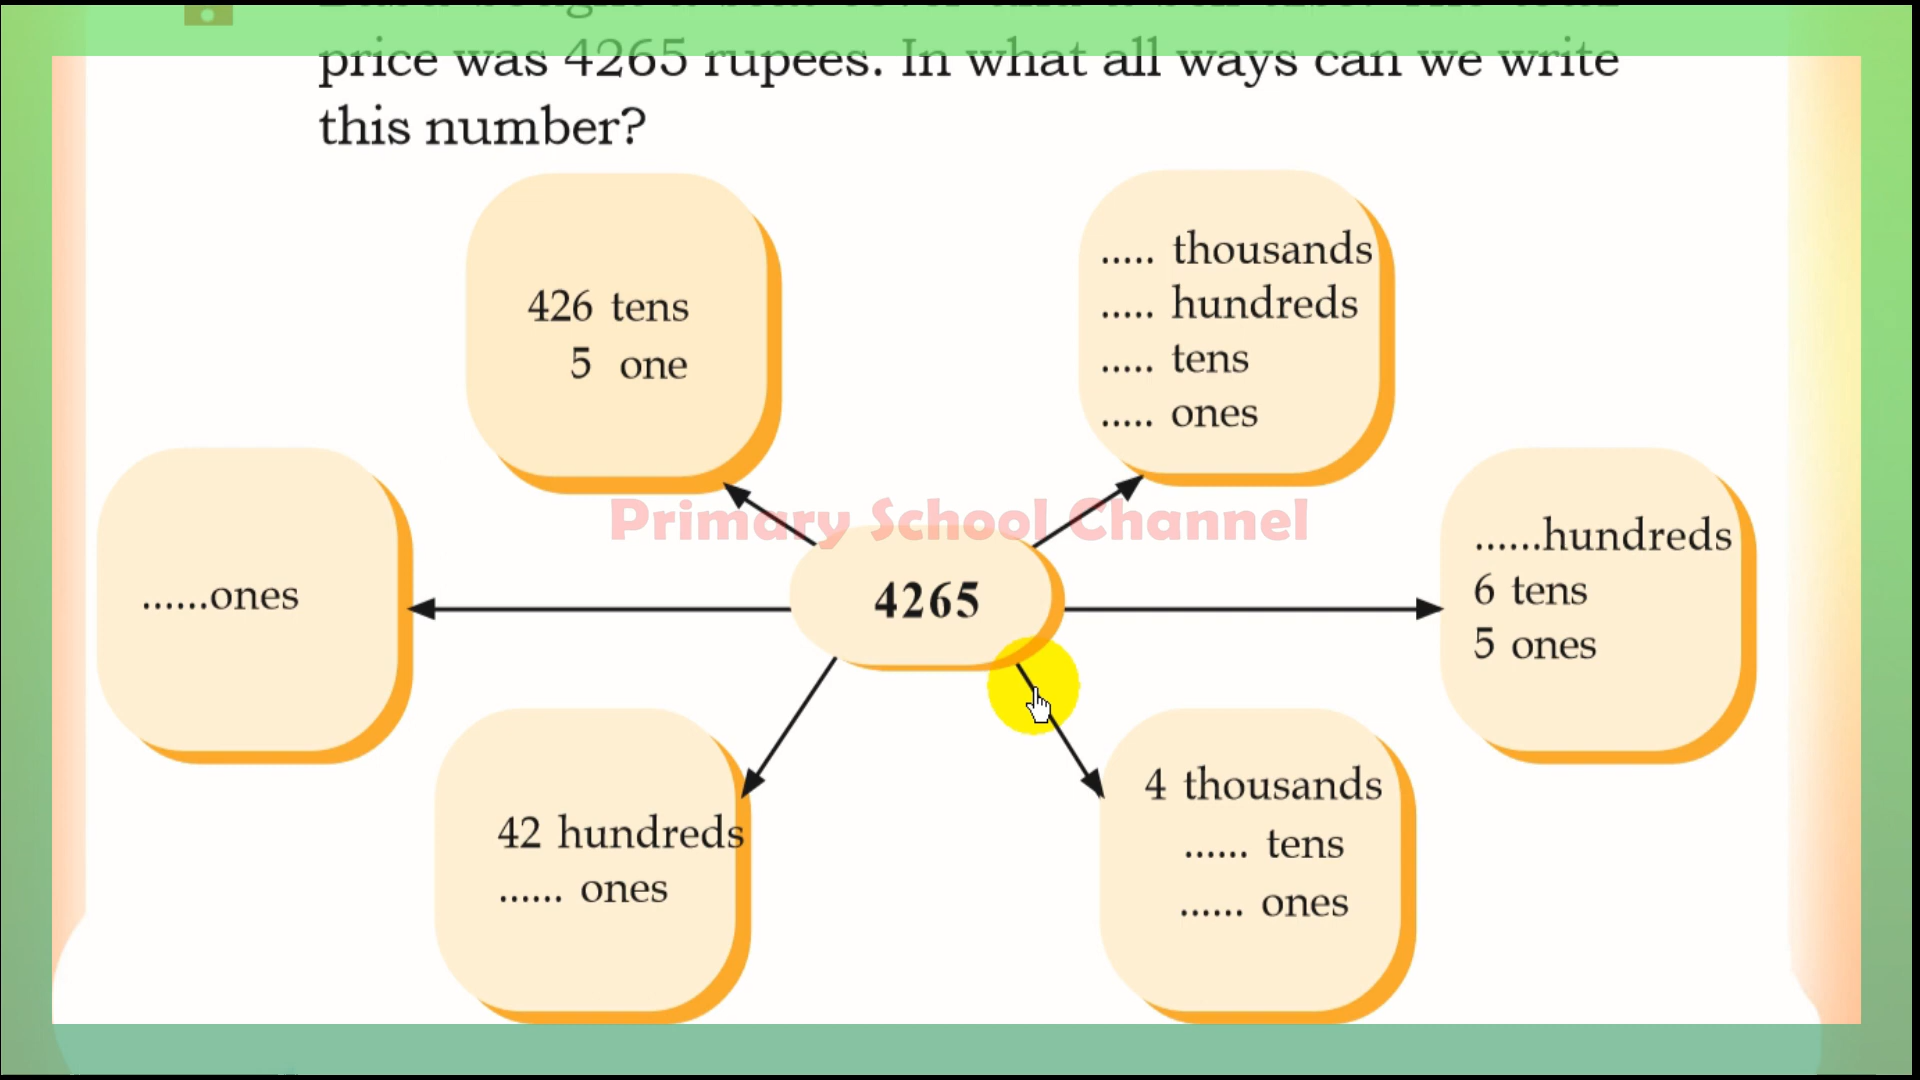 price was 4265 rupees. In what all ways can we write
this number?
426 tens
5 one
..... thousands
..... hundreds
..... tens
..... ones
Primary School Channel
......ones
4265
......hundreds
6 tens
5 ones
42 hundreds
...... ones
4 thousands
...... tens
...... ones